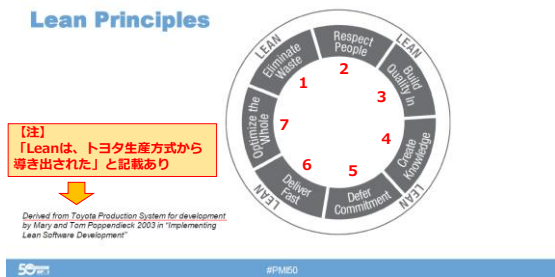 Lean Principles
LEAN
LEAN
Eliminate
Waste
1
Respect
People
2
Build
Quality In
3
Create
Knowledge
4
Defer
Commitment
5
Deliver
Fast
6
Optimize the
Whole
7
LEAN
LEAN
【注】
「Leanは、トヨタ生産方式から
導き出された」と記載あり
Derived from Toyota Production System for development
by Mary and Tom Poppendieck 2003 in "Implementing
Lean Software Development"
50
#PMI50